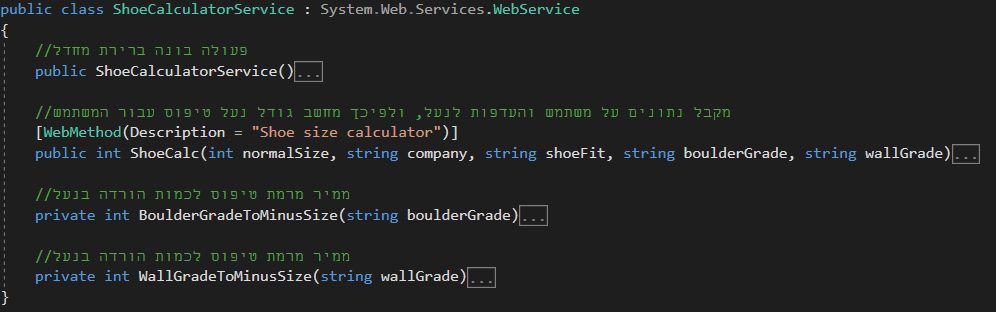 public class ShoeCalculatorService : System.Web.Services.WebService
{
//פעולה בונה ברירת מחדל
public ShoeCalculatorService()...
//מקבל נתונים על משתמש והעדפות לנעל, ולפיכך מחשב גודל נעל טיפוס עבור המשתמש
[WebMethod(Description = "Shoe size calculator")]
public int ShoeCalc(int normalSize, string company, string shoeFit, string boulderGrade, string wallGrade)...
//ממיר מרמת טיפוס לכמות הורדה בנעל
private int BoulderGradeToMinusSize(string boulderGrade)...
//ממיר מרמת טיפוס לכמות הורדה בנעל
private int WallGradeToMinusSize(string wallGrade)...
}